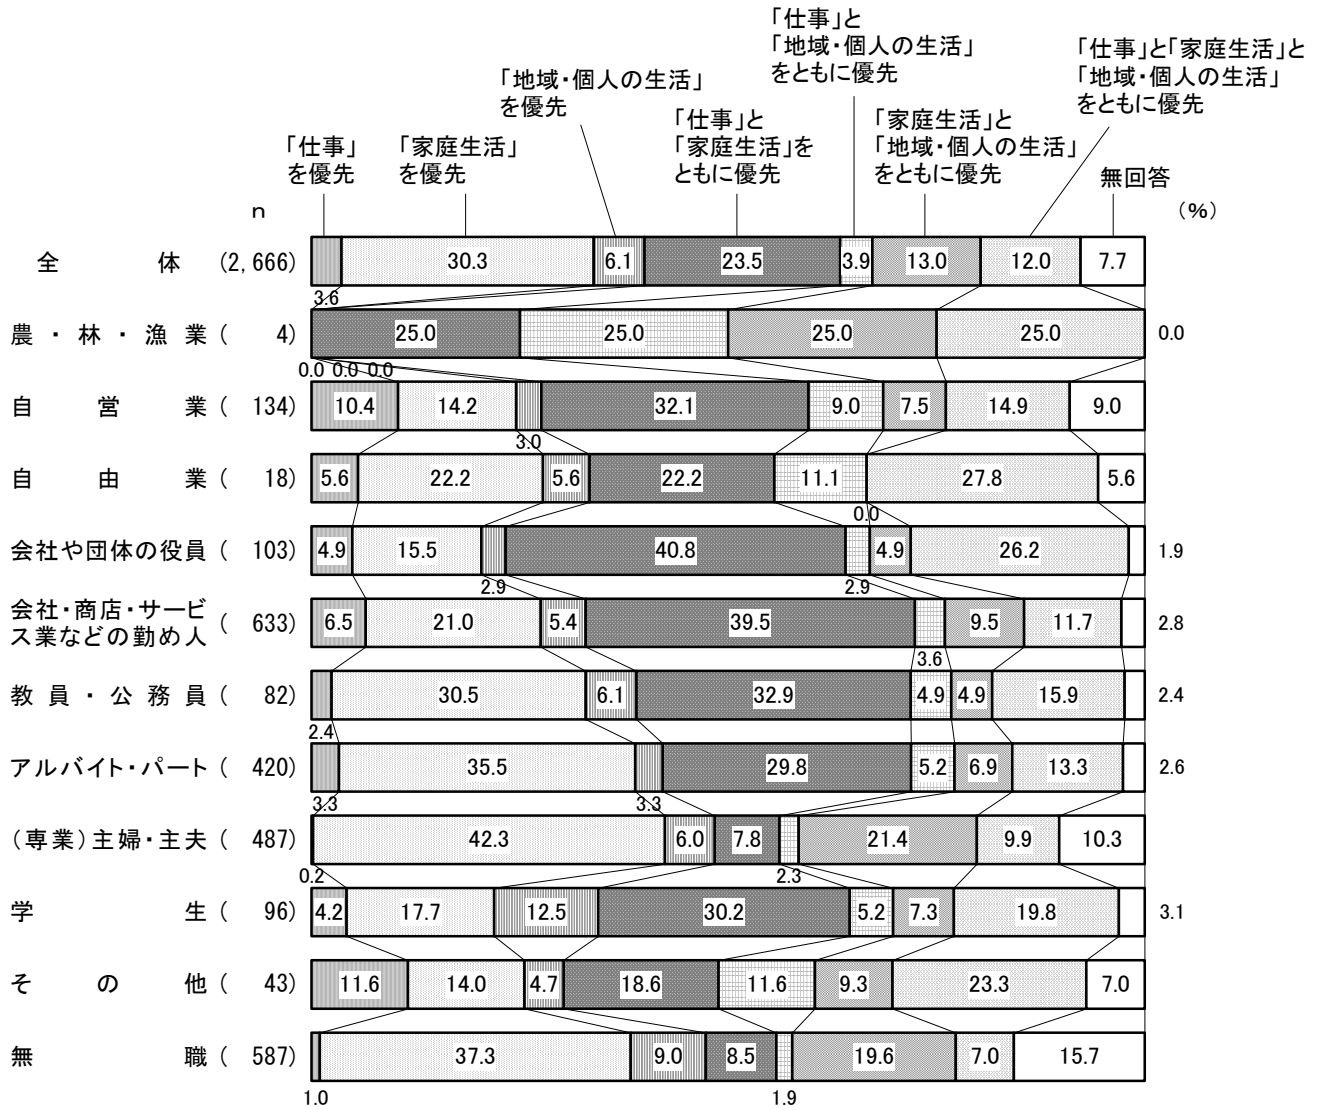 「仕事」と
「地域・個人の生活」
をともに優先
「仕事」と「家庭生活」と
「地域・個人の生活」
をともに優先
「地域・個人の生活」
を優先
「仕事」と
「家庭生活」を
ともに優先
「家庭生活」と
「地域・個人の生活」
をともに優先
「仕事」
を優先
「家庭生活」
を優先
無回答
n
(%)
全体 (2,666) 30.3 6.1 23.5 3.9 13.0 12.0 7.7
3.6
農・林・漁業 ( 4) 25.0 25.0 25.0 25.0 0.0
0.0 0.0 0.0
自営業 ( 134) 10.4 14.2 32.1 9.0 7.5 14.9 9.0
3.0
自由業 ( 18) 5.6 22.2 5.6 22.2 11.1 27.8 5.6
0.0
会社や団体の役員 ( 103) 4.9 15.5 40.8 4.9 26.2 1.9
2.9 2.9
会社・商店・サービ
ス業などの勤め人 ( 633) 6.5 21.0 5.4 39.5 9.5 11.7 2.8
3.6
教員・公務員 ( 82) 30.5 6.1 32.9 4.9 4.9 15.9 2.4
2.4
アルバイト・パート ( 420) 35.5 29.8 5.2 6.9 13.3 2.6
3.3 3.3
(専業)主婦・主夫 ( 487) 42.3 6.0 7.8 21.4 9.9 10.3
0.2 2.3
学生 ( 96) 4.2 17.7 12.5 30.2 5.2 7.3 19.8 3.1
その他 ( 43) 11.6 14.0 4.7 18.6 11.6 9.3 23.3 7.0
無職 ( 587) 37.3 9.0 8.5 19.6 7.0 15.7
1.0 1.9